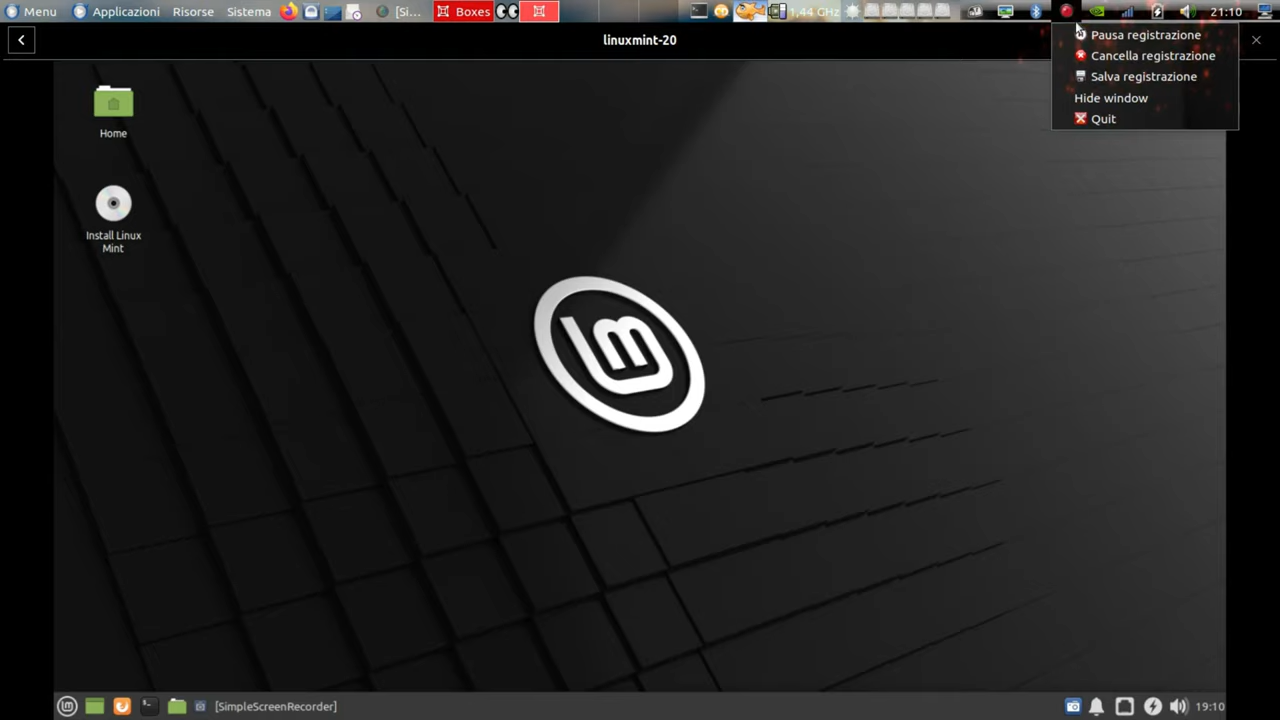 Menu Applicazioni Risorse Sistema [Si... Boxes 1,44 GHz 21:10
linuxmint-20
Pausa registrazione
Cancella registrazione
Salva registrazione
Hide window
Quit
Home
Install Linux
Mint
lm
[SimpleScreenRecorder] 19:10